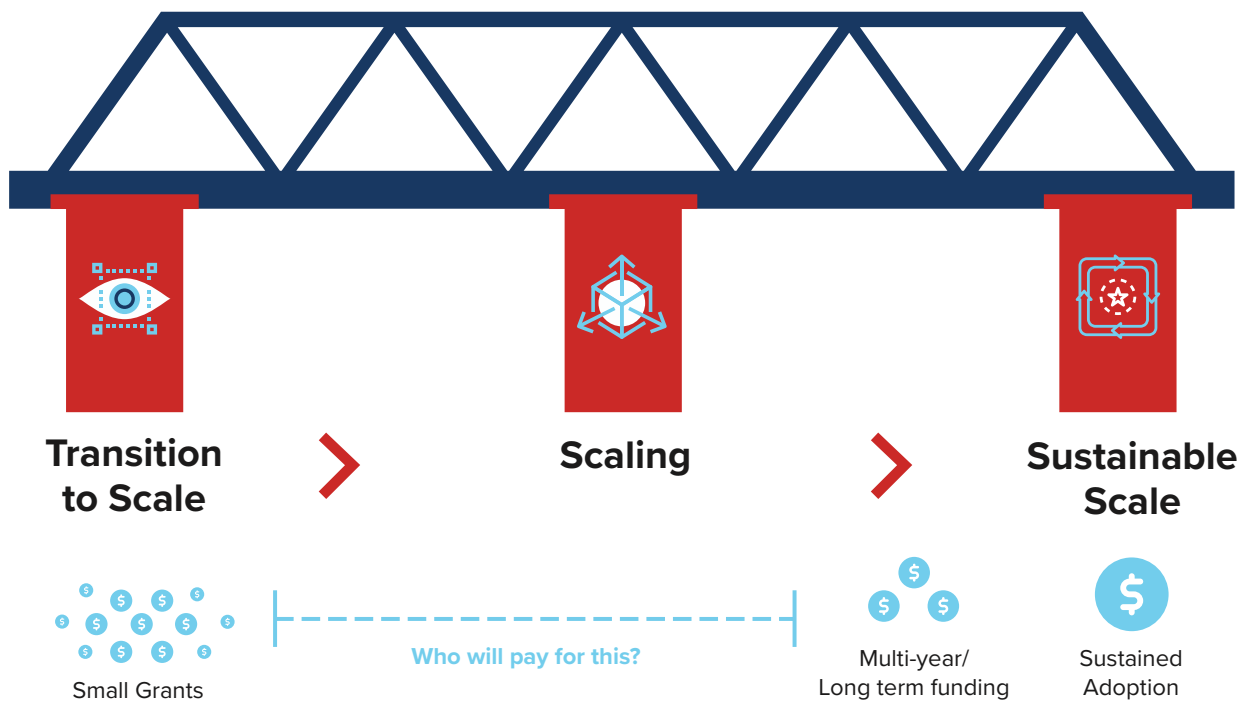 Transition
to Scale
Scaling
Sustainable
Scale
Who will pay for this?
Small Grants
Multi-year/
Long term funding
Sustained
Adoption